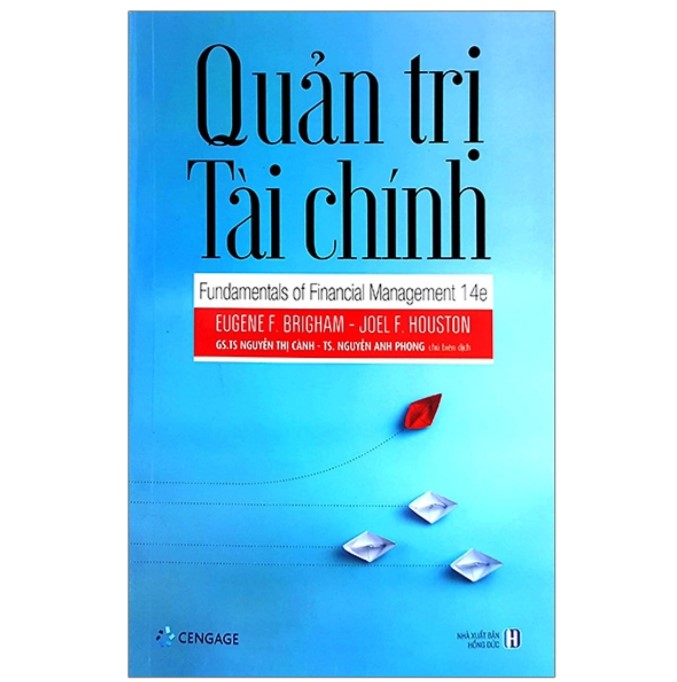 Quản trị
Tài chính
Fundamentals of Financial Management 14e
EUGENE F. BRIGHAM - JOEL F. HOUSTON
GS.TS NGUYỄN THỊ CÀNH - TS. NGUYỄN ANH PHONG chủ biên dịch
CENGAGE
NHÀ XUẤT BẢN
HỒNG ĐỨC
H